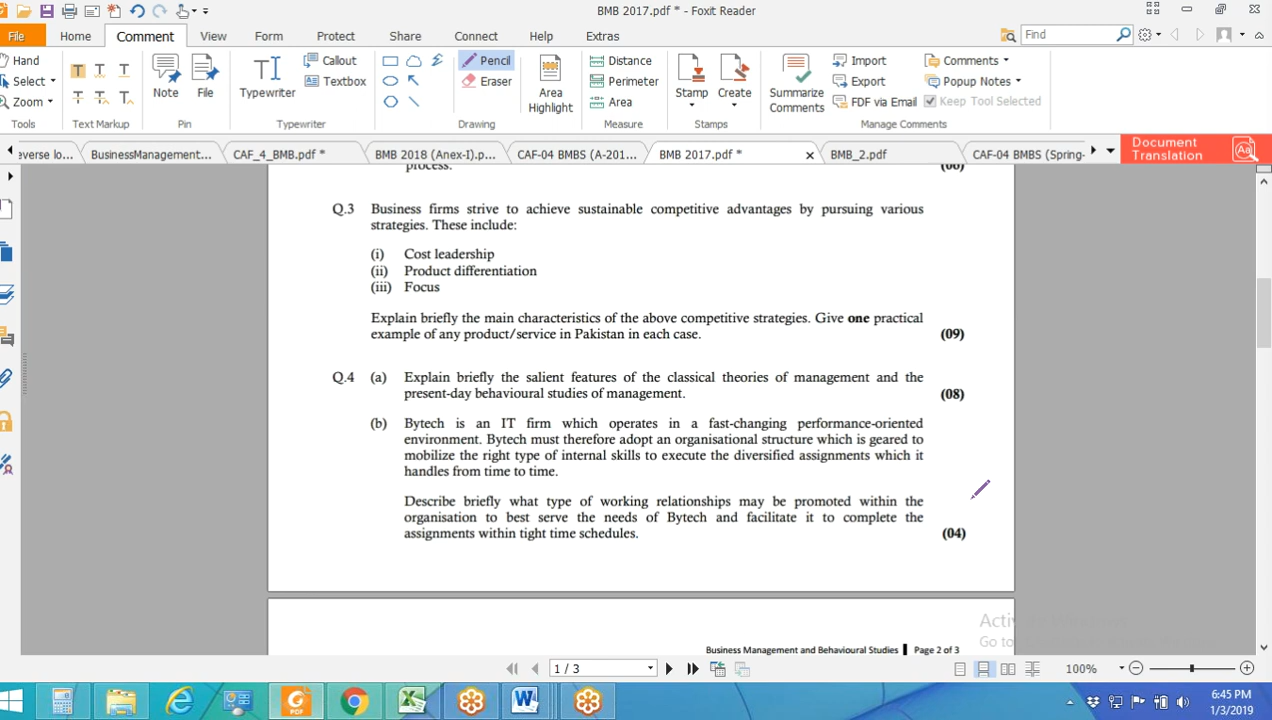 BMB 2017.pdf * - Foxit Reader
File Home Comment View Form Protect Share Connect Help Extras Find
Hand Select Zoom Tools
Text Markup
Note File Pin
Typewriter Callout Textbox Typewriter
Pencil Eraser Area Highlight Drawing
Distance Perimeter Area Measure
Stamp Create Stamps
Summarize Comments Import Export FDF via Email Comments Popup Notes Keep Tool Selected Manage Comments
everse lo... BusinessManagement... CAF_4_BMB.pdf * BMB 2018 (Anex-I).p... CAF-04 BMBS (A-201... BMB 2017.pdf * BMB_2.pdf CAF-04 BMBS (Spring-
Document Translation
process. (06)
Q.3 Business firms strive to achieve sustainable competitive advantages by pursuing various
strategies. These include:
(i) Cost leadership
(ii) Product differentiation
(iii) Focus
Explain briefly the main characteristics of the above competitive strategies. Give one practical
example of any product/service in Pakistan in each case. (09)
Q.4 (a) Explain briefly the salient features of the classical theories of management and the
present-day behavioural studies of management. (08)
(b) Bytech is an IT firm which operates in a fast-changing performance-oriented
environment. Bytech must therefore adopt an organisational structure which is geared to
mobilize the right type of internal skills to execute the diversified assignments which it
handles from time to time.
Describe briefly what type of working relationships may be promoted within the
organisation to best serve the needs of Bytech and facilitate it to complete the
assignments within tight time schedules. (04)
Go to
Business Management and Behavioural Studies Page 2 of 3
1 / 3 100%
6:45 PM
1/3/2019